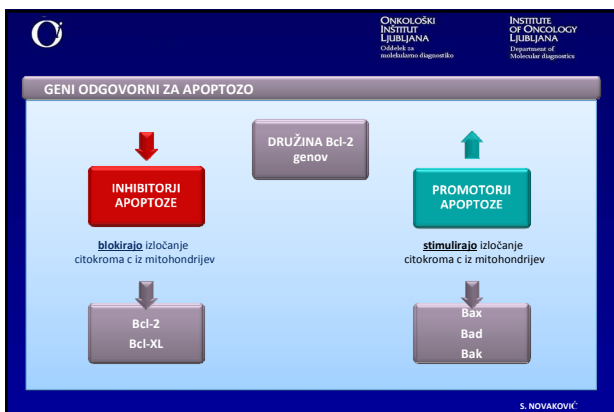 ONKOLOŠKI
INŠTITUT
LJUBLJANA
Oddelek za
molekularno diagnostiko
INSTITUTE
OF ONCOLOGY
LJUBLJANA
Department of
Molecular diagnostics
GENI ODGOVORNI ZA APOPTOZO
DRUŽINA Bcl-2
genov
INHIBITORJI
APOPTOZE
PROMOTORJI
APOPTOZE
blokirajo izločanje
citokroma c iz mitohondrijev
stimulirajo izločanje
citokroma c iz mitohondrijev
Bcl-2
Bcl-XL
Bax
Bad
Bak
S. NOVAKOVIĆ